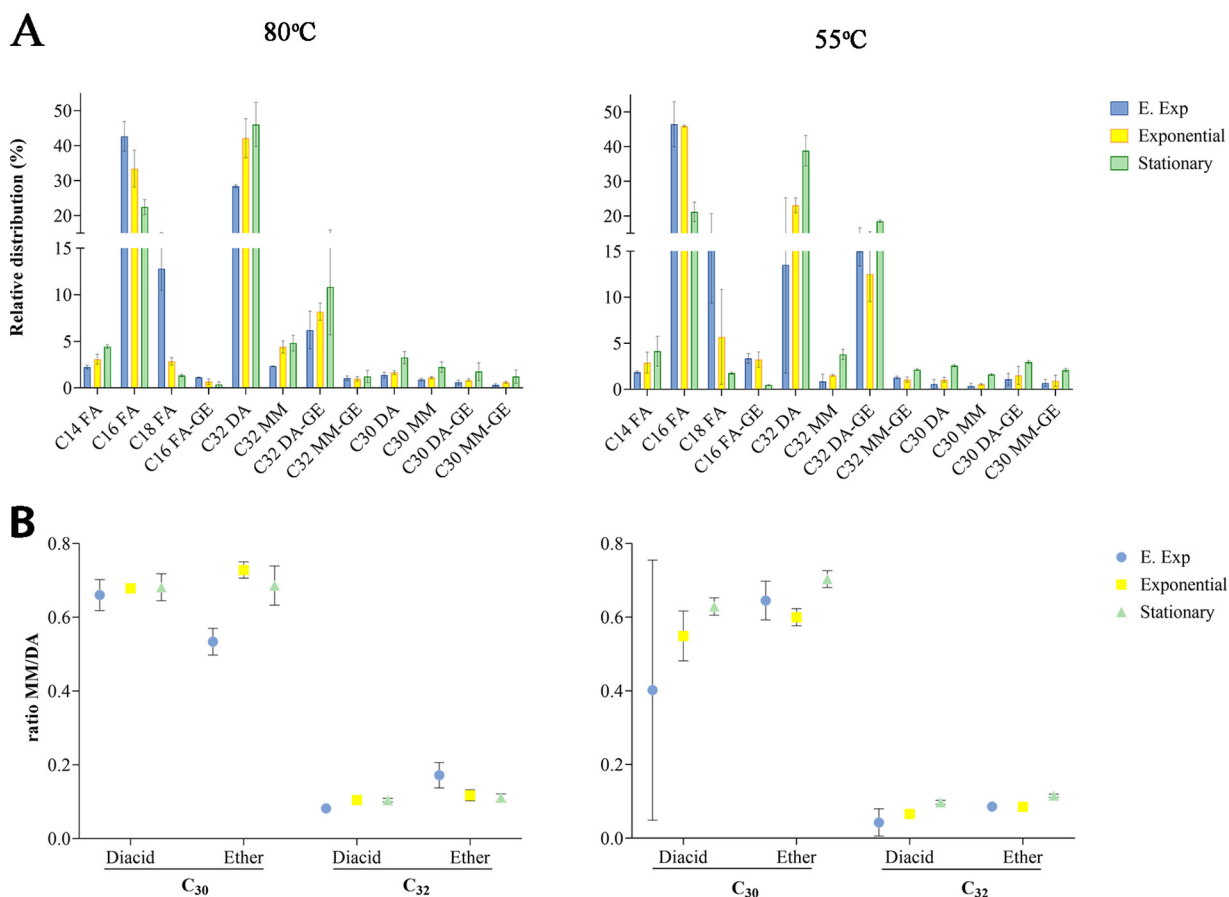 A
80ºC
55ºC
Relative distribution (%)
50
40
30
20
15
10
5
0
C14 FA
C16 FA
C18 FA
C16 FA-GE
C32 DA
C32 MM
C32 DA-GE
C32 MM-GE
C30 DA
C30 MM
C30 DA-GE
C30 MM-GE
50
40
30
20
15
10
5
0
C14 FA
C16 FA
C18 FA
C16 FA-GE
C32 DA
C32 MM
C32 DA-GE
C32 MM-GE
C30 DA
C30 MM
C30 DA-GE
C30 MM-GE
E. Exp
Exponential
Stationary
B
ratio MM/DA
0.8
0.6
0.4
0.2
0.0
Diacid Ether Diacid Ether
C30 C32
0.8
0.6
0.4
0.2
0.0
Diacid Ether Diacid Ether
C30 C32
E. Exp
Exponential
Stationary